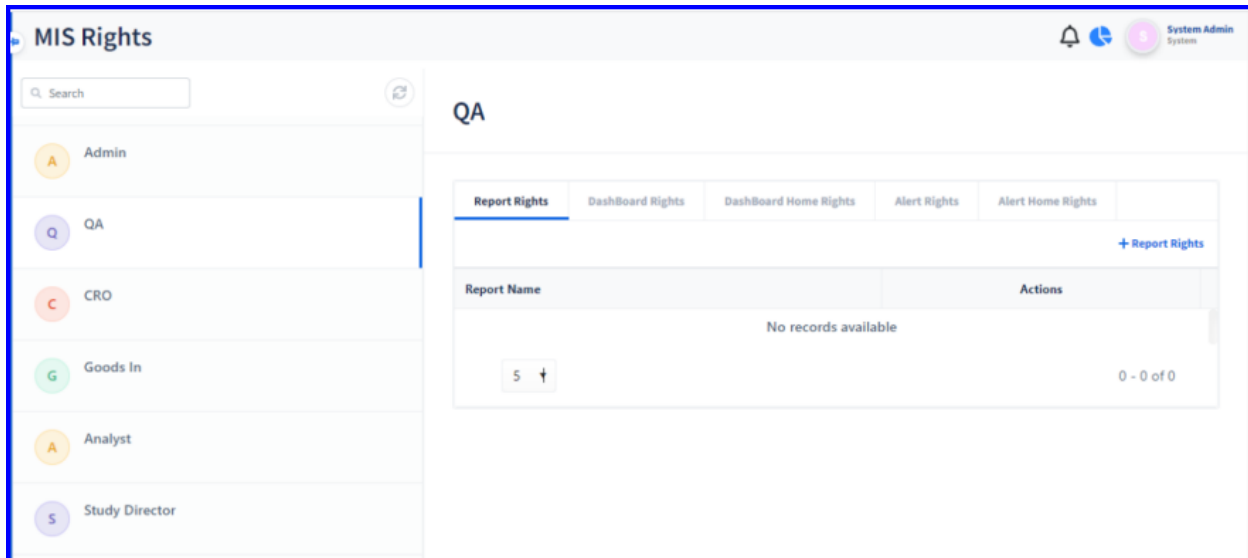 MIS Rights
S
System Admin
System
Search
A
Admin
Q
QA
C
CRO
G
Goods In
A
Analyst
S
Study Director
QA
Report Rights DashBoard Rights DashBoard Home Rights Alert Rights Alert Home Rights
+ Report Rights
Report Name Actions
No records available
5
0 - 0 of 0